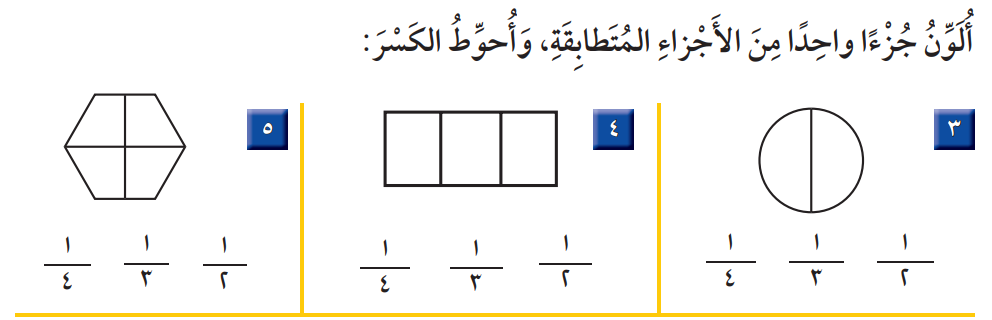 أُلَوِّنُ جُزْءًا واحِدًا مِنَ الأَجْزاءِ المُتَطابِقَةِ، وَأُحوِّطُ الكَسْرَ:
٣ ٤ ٥
١/٢ ١/٣ ١/٤ ١/٢ ١/٣ ١/٤ ١/٢ ١/٣ ١/٤